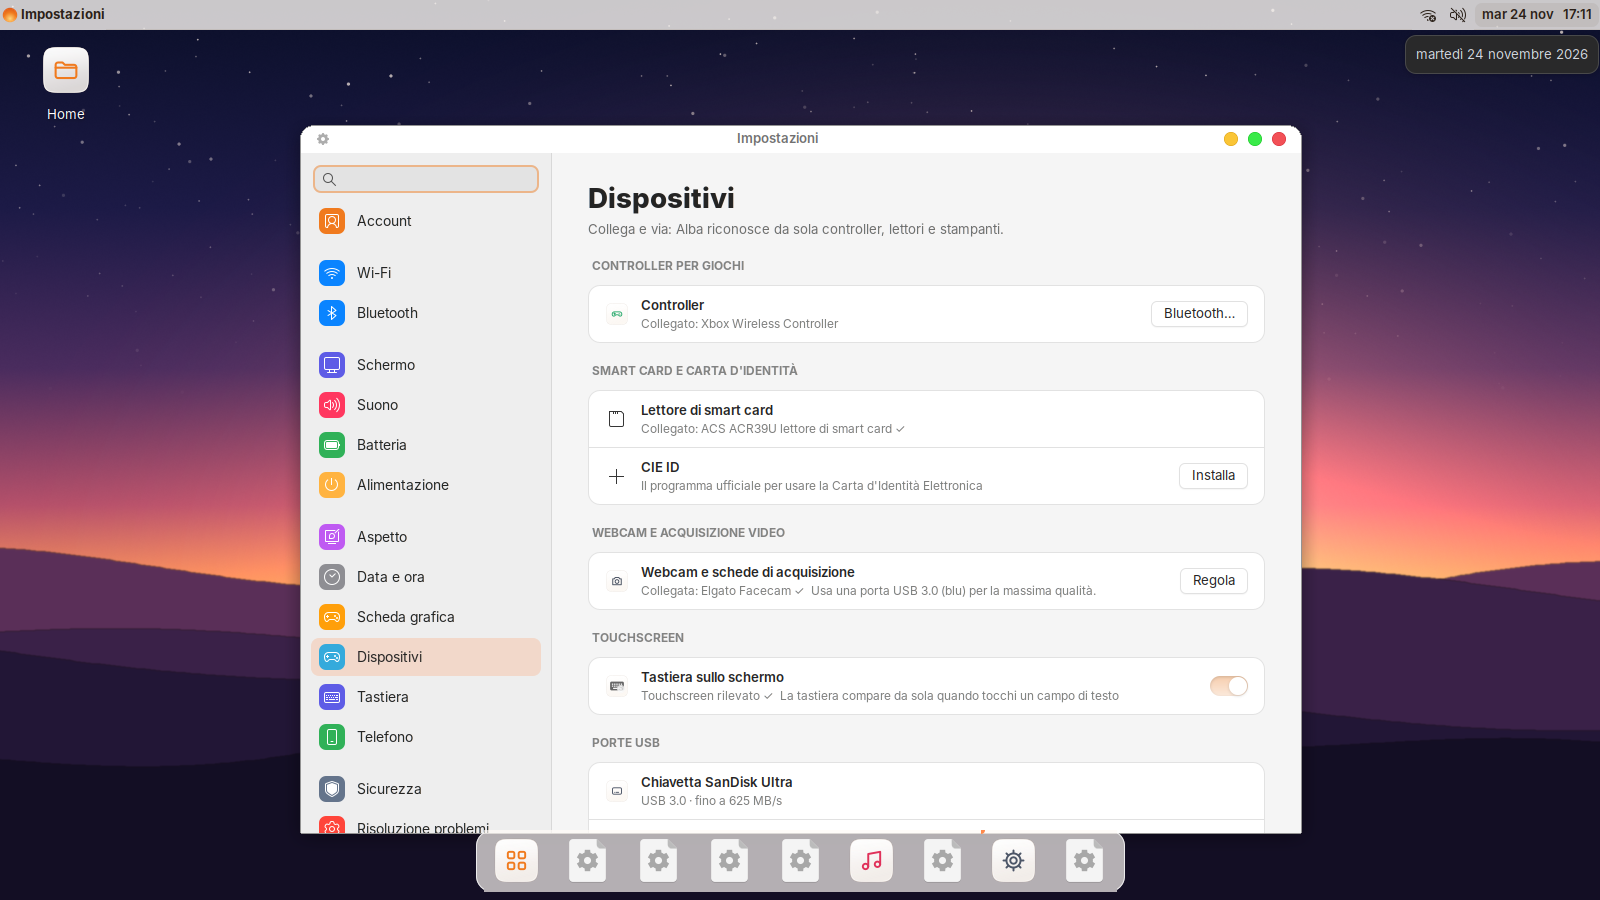 Impostazioni
mar 24 nov 17:11
martedì 24 novembre 2026
Home
Impostazioni
Account
Wi-Fi
Bluetooth
Schermo
Suono
Batteria
Alimentazione
Aspetto
Data e ora
Scheda grafica
Dispositivi
Tastiera
Telefono
Sicurezza
Risoluzione problemi
Dispositivi
Collega e via: Alba riconosce da sola controller, lettori e stampanti.
CONTROLLER PER GIOCHI
Controller
Collegato: Xbox Wireless Controller
Bluetooth...
SMART CARD E CARTA D'IDENTITÀ
Lettore di smart card
Collegato: ACS ACR39U lettore di smart card ✓
CIE ID
Il programma ufficiale per usare la Carta d'Identità Elettronica
Installa
WEBCAM E ACQUISIZIONE VIDEO
Webcam e schede di acquisizione
Collegata: Elgato Facecam ✓ Usa una porta USB 3.0 (blu) per la massima qualità.
Regola
TOUCHSCREEN
Tastiera sullo schermo
Touchscreen rilevato ✓ La tastiera compare da sola quando tocchi un campo di testo
PORTE USB
Chiavetta SanDisk Ultra
USB 3.0 · fino a 625 MB/s